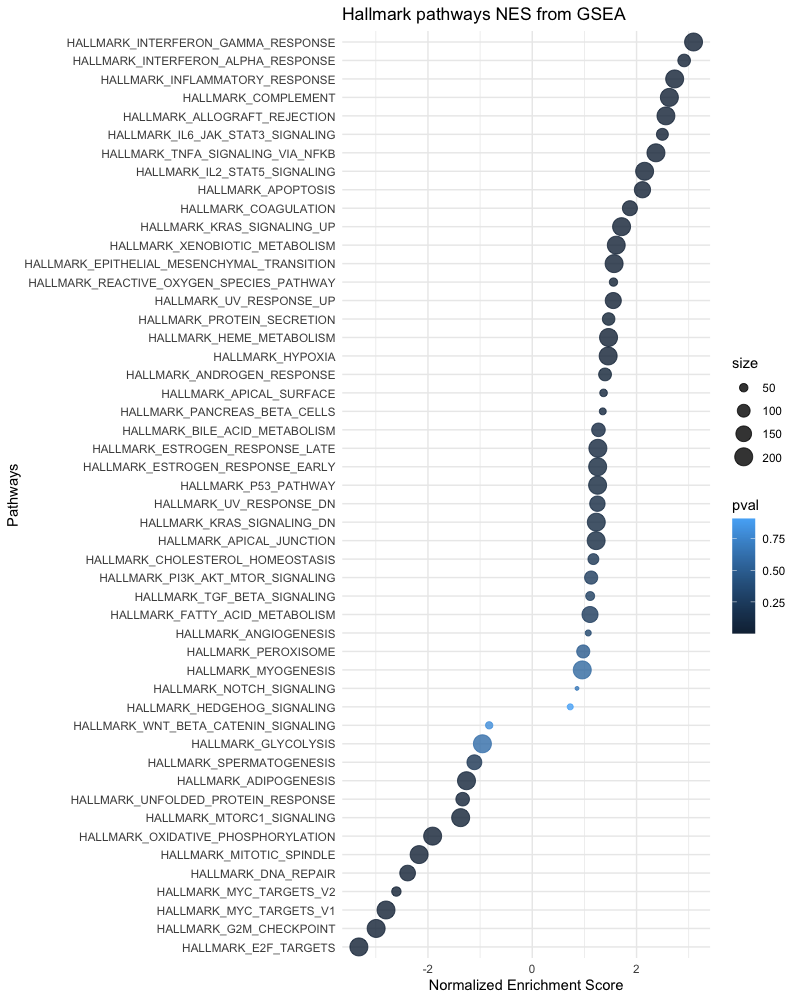 Hallmark pathways NES from GSEA
Pathways
HALLMARK_INTERFERON_GAMMA_RESPONSE
HALLMARK_INTERFERON_ALPHA_RESPONSE
HALLMARK_INFLAMMATORY_RESPONSE
HALLMARK_COMPLEMENT
HALLMARK_ALLOGRAFT_REJECTION
HALLMARK_IL6_JAK_STAT3_SIGNALING
HALLMARK_TNFA_SIGNALING_VIA_NFKB
HALLMARK_IL2_STAT5_SIGNALING
HALLMARK_APOPTOSIS
HALLMARK_COAGULATION
HALLMARK_KRAS_SIGNALING_UP
HALLMARK_XENOBIOTIC_METABOLISM
HALLMARK_EPITHELIAL_MESENCHYMAL_TRANSITION
HALLMARK_REACTIVE_OXYGEN_SPECIES_PATHWAY
HALLMARK_UV_RESPONSE_UP
HALLMARK_PROTEIN_SECRETION
HALLMARK_HEME_METABOLISM
HALLMARK_HYPOXIA
HALLMARK_ANDROGEN_RESPONSE
HALLMARK_APICAL_SURFACE
HALLMARK_PANCREAS_BETA_CELLS
HALLMARK_BILE_ACID_METABOLISM
HALLMARK_ESTROGEN_RESPONSE_LATE
HALLMARK_ESTROGEN_RESPONSE_EARLY
HALLMARK_P53_PATHWAY
HALLMARK_UV_RESPONSE_DN
HALLMARK_KRAS_SIGNALING_DN
HALLMARK_APICAL_JUNCTION
HALLMARK_CHOLESTEROL_HOMEOSTASIS
HALLMARK_PI3K_AKT_MTOR_SIGNALING
HALLMARK_TGF_BETA_SIGNALING
HALLMARK_FATTY_ACID_METABOLISM
HALLMARK_ANGIOGENESIS
HALLMARK_PEROXISOME
HALLMARK_MYOGENESIS
HALLMARK_NOTCH_SIGNALING
HALLMARK_HEDGEHOG_SIGNALING
HALLMARK_WNT_BETA_CATENIN_SIGNALING
HALLMARK_GLYCOLYSIS
HALLMARK_SPERMATOGENESIS
HALLMARK_ADIPOGENESIS
HALLMARK_UNFOLDED_PROTEIN_RESPONSE
HALLMARK_MTORC1_SIGNALING
HALLMARK_OXIDATIVE_PHOSPHORYLATION
HALLMARK_MITOTIC_SPINDLE
HALLMARK_DNA_REPAIR
HALLMARK_MYC_TARGETS_V2
HALLMARK_MYC_TARGETS_V1
HALLMARK_G2M_CHECKPOINT
HALLMARK_E2F_TARGETS
-2 0 2
Normalized Enrichment Score
size
50
100
150
200
pval
0.75
0.50
0.25